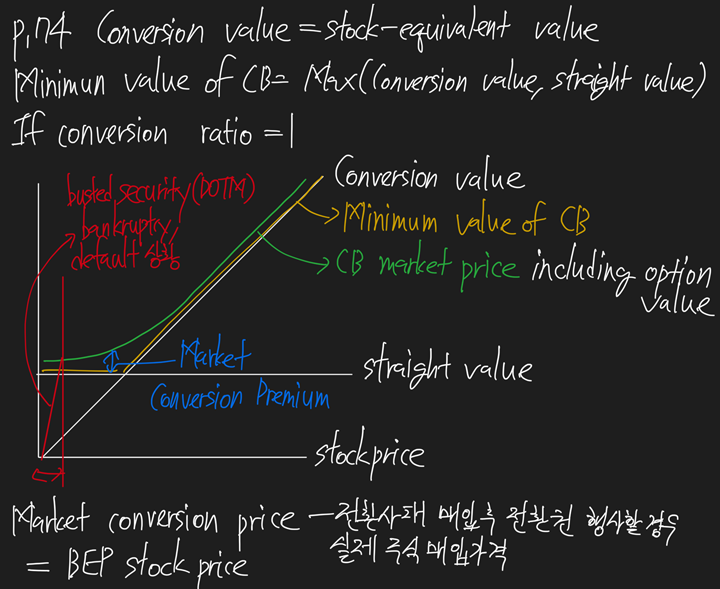 p.174 Conversion value = stock-equivalent value
Minimun value of CB = Max(Conversion value, straight value)
If conversion ratio = 1
busted security (DOTM)
bankruptcy,
default 상황
Conversion value
Minimum value of CB
CB market price including option
value
Market
Conversion Premium
straight value
stockprice
Market conversion price - 전환사채 매입 후 전환권 행사할 경우
= BEP stock price
실제 주식 매입가격